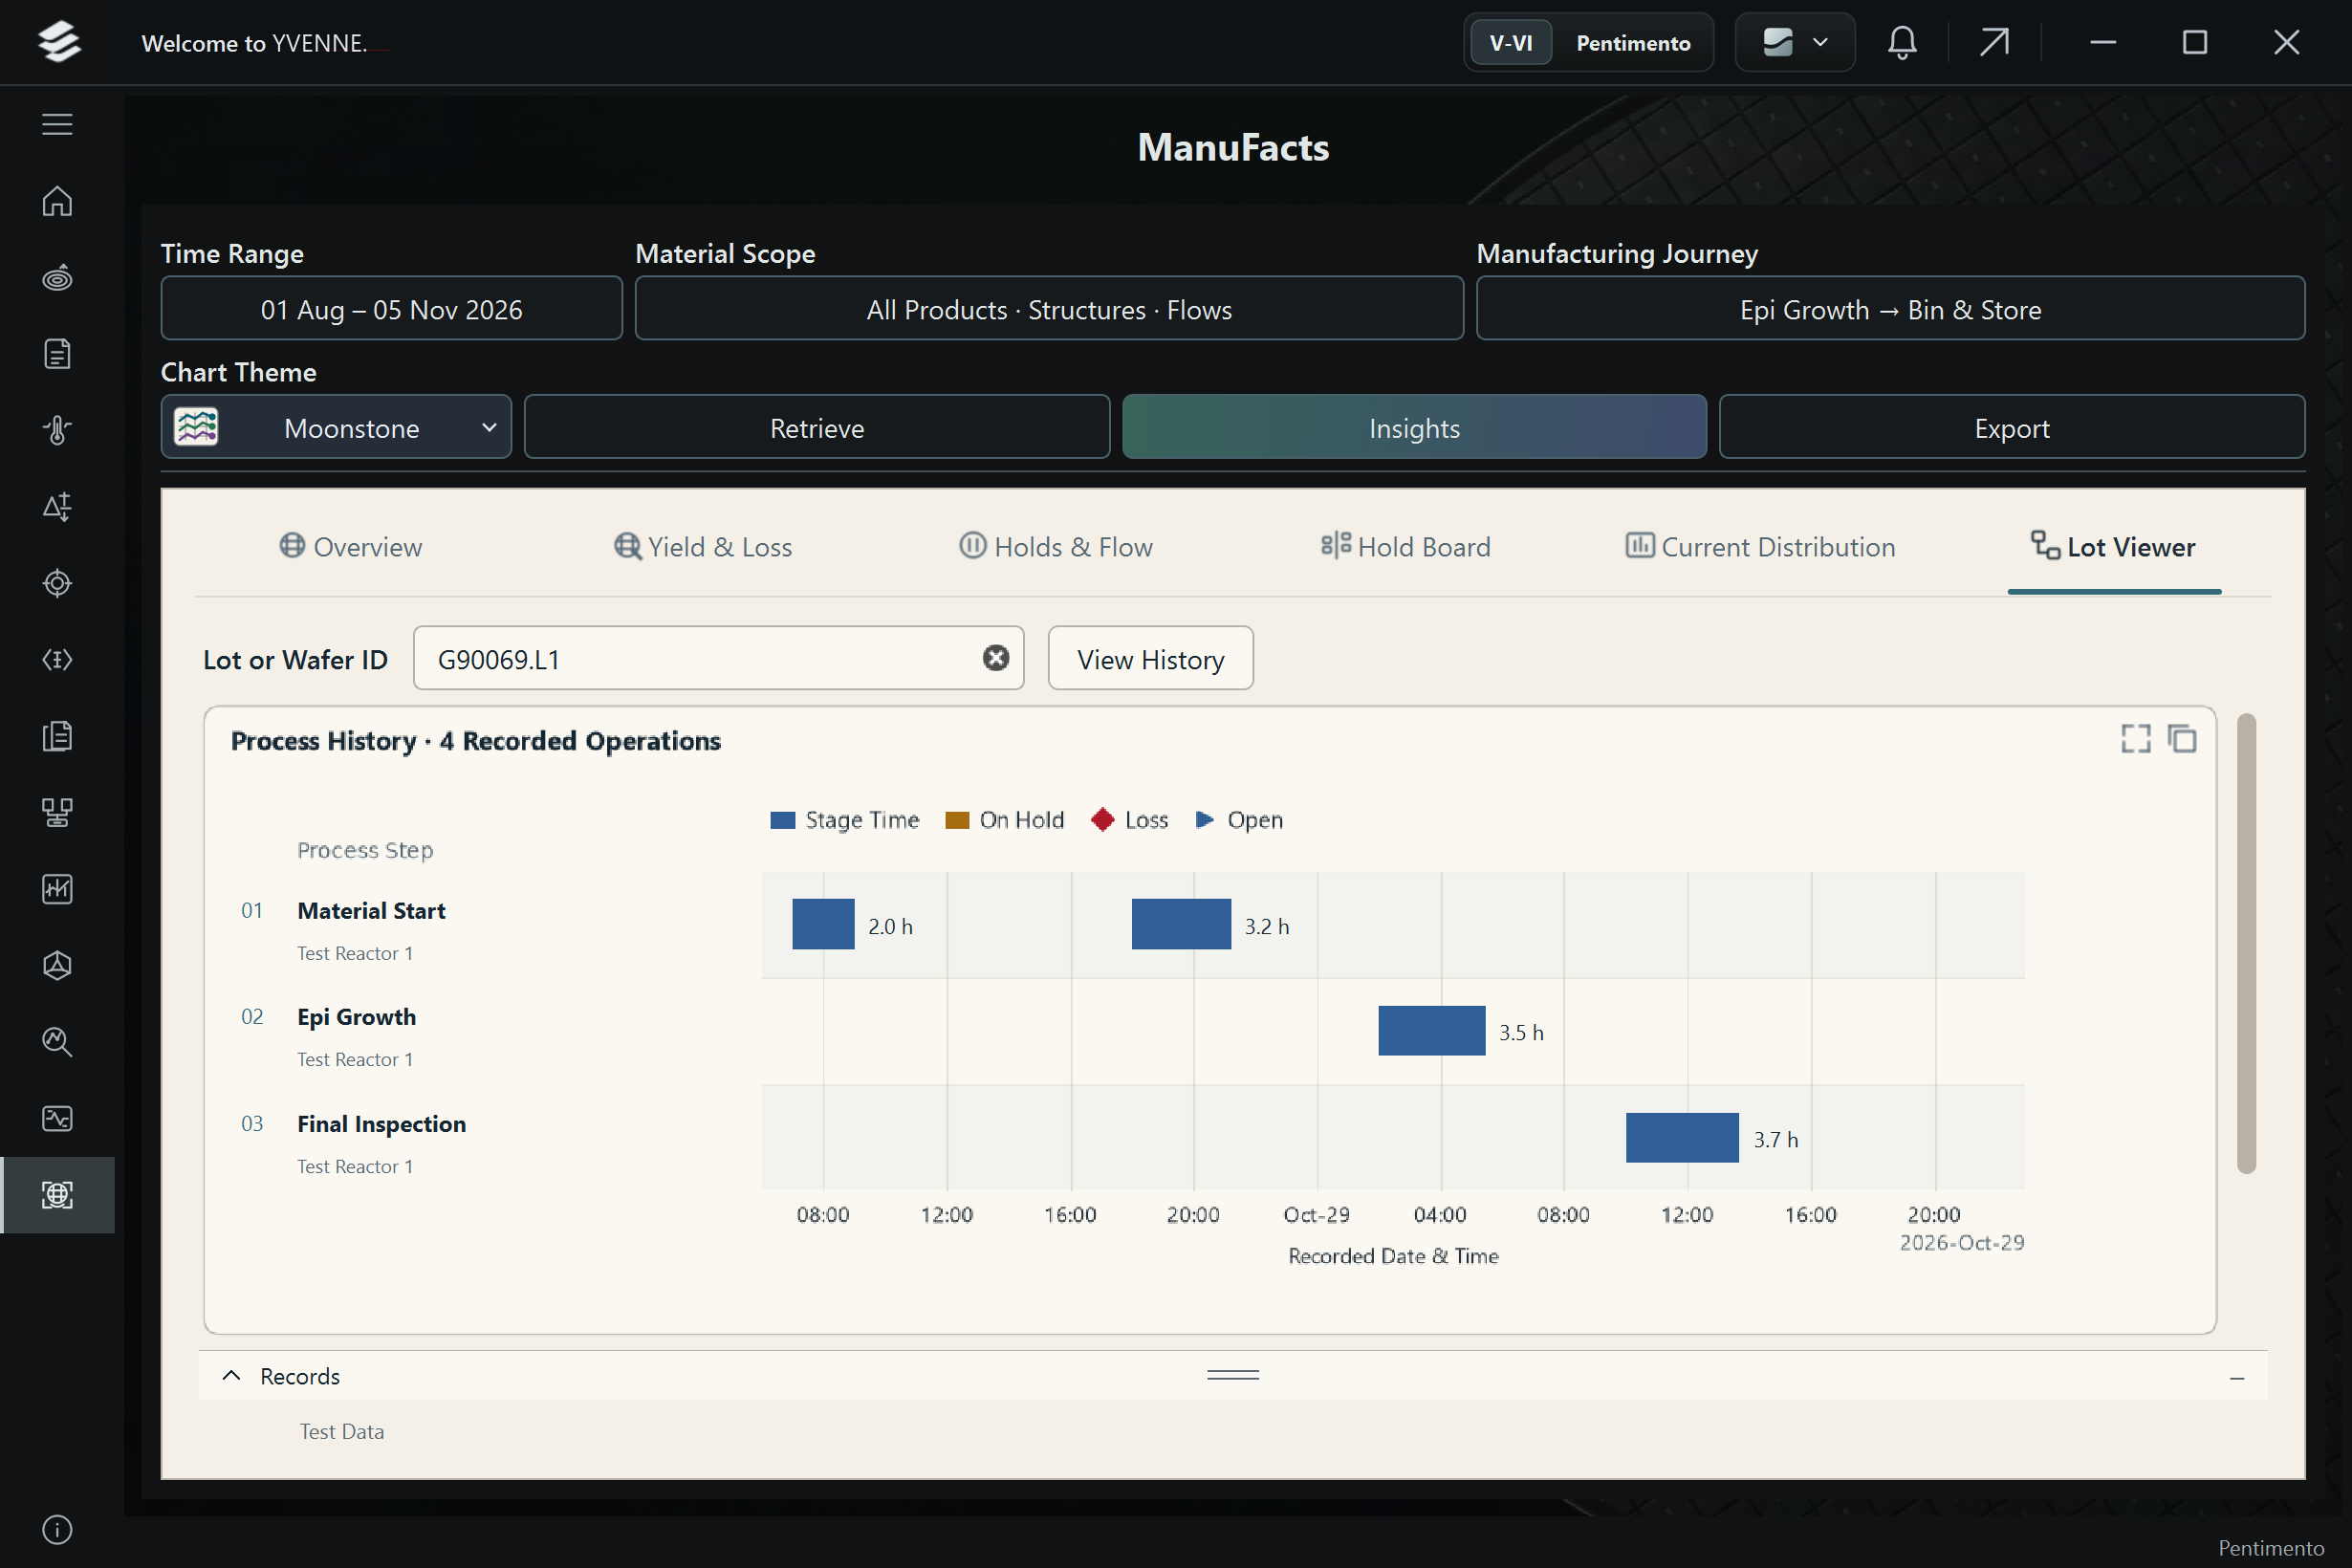 Welcome to YVENNE.
V-VI Pentimento
ManuFacts
Time Range Material Scope Manufacturing Journey
01 Aug – 05 Nov 2026 All Products · Structures · Flows Epi Growth → Bin & Store
Chart Theme
Moonstone Retrieve Insights Export
Overview Yield & Loss Holds & Flow Hold Board Current Distribution Lot Viewer
Lot or Wafer ID G90069.L1 View History
Process History · 4 Recorded Operations
Stage Time On Hold Loss Open
Process Step
01 Material Start
Test Reactor 1
2.0 h 3.2 h
02 Epi Growth
Test Reactor 1
3.5 h
03 Final Inspection
Test Reactor 1
3.7 h
08:00 12:00 16:00 20:00 Oct-29 04:00 08:00 12:00 16:00 20:00
2026-Oct-29
Recorded Date & Time
Records
Test Data
Pentimento